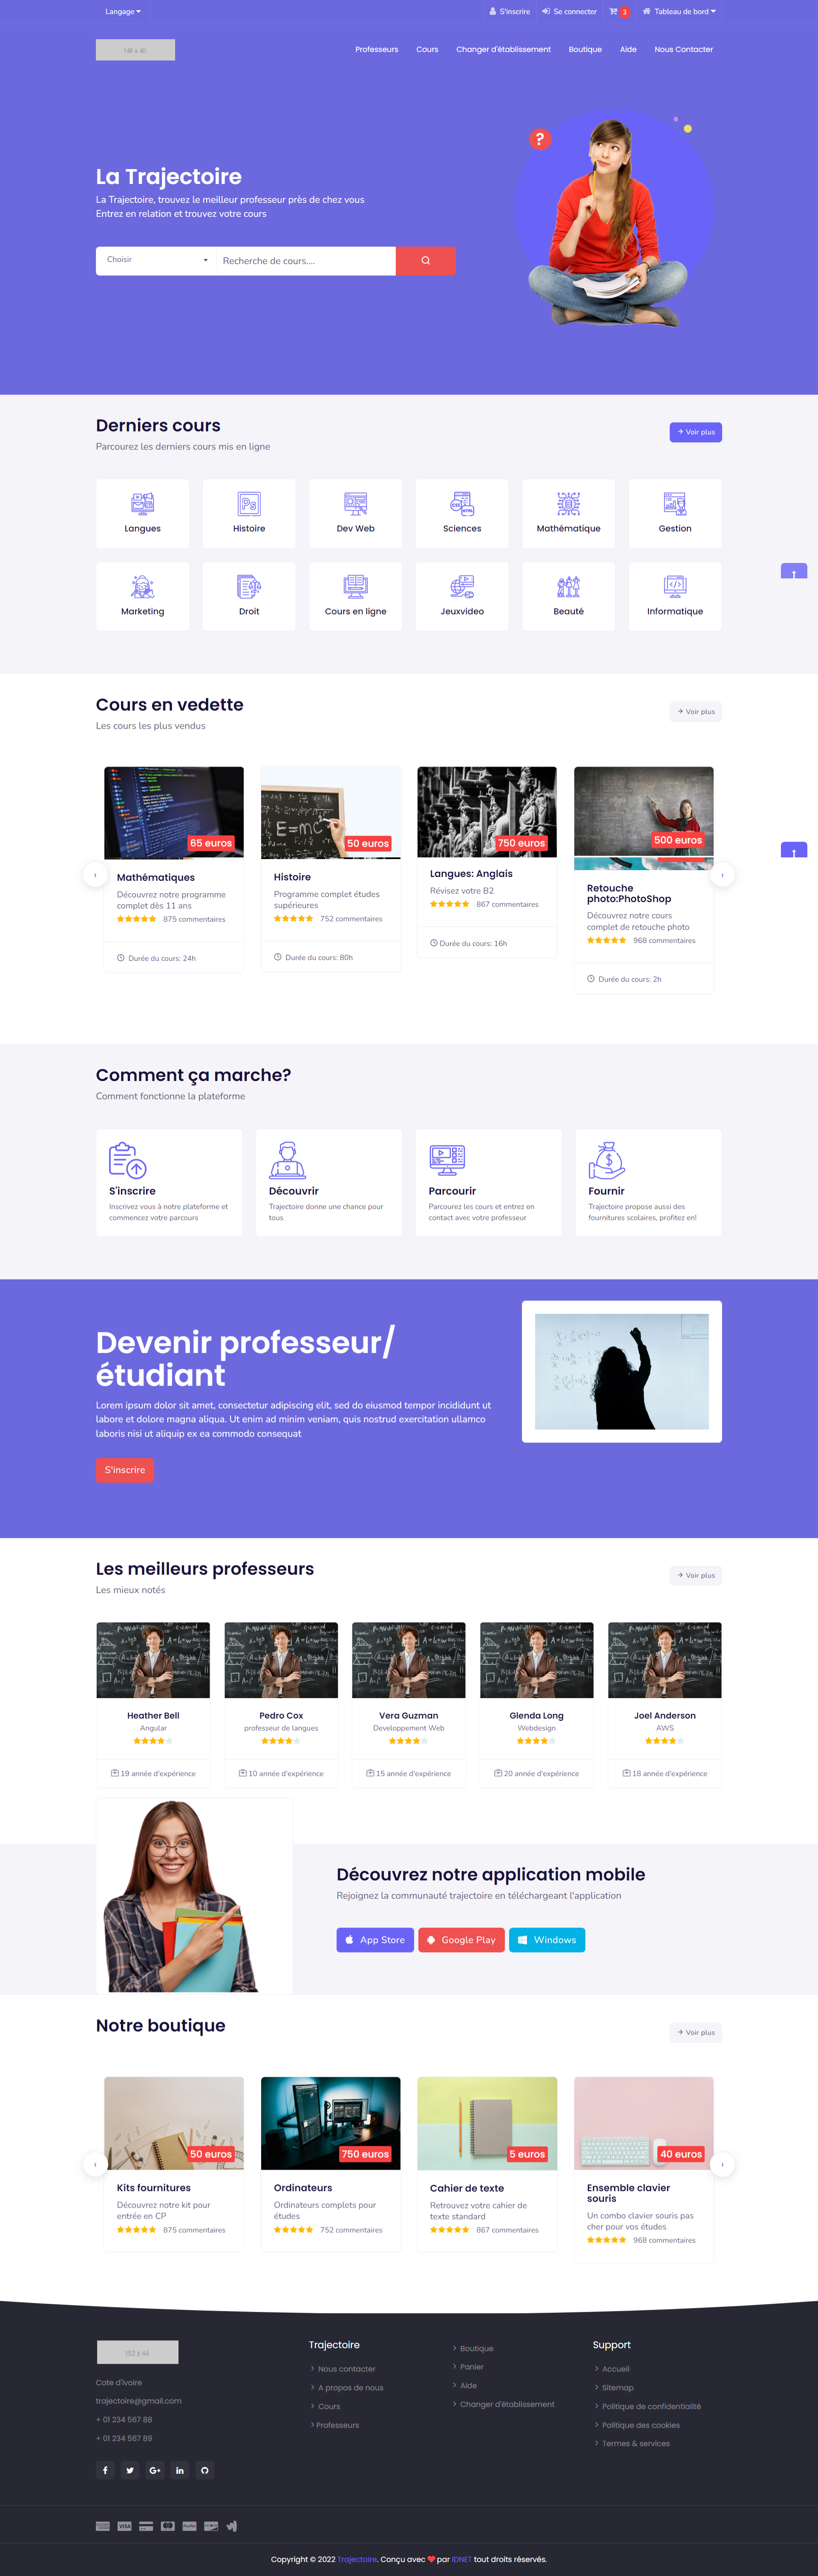 Langage
S'inscrire
Se connecter
3
Tableau de bord
148 x 40
Professeurs
Cours
Changer d'établissement
Boutique
Aide
Nous Contacter
?
La Trajectoire
La Trajectoire, trouvez le meilleur professeur près de chez vous
Entrez en relation et trouvez votre cours
Choisir
Recherche de cours....
Derniers cours
Parcourez les derniers cours mis en ligne
Voir plus
Langues
Histoire
Dev Web
Sciences
Mathématique
Gestion
Marketing
Droit
Cours en ligne
Jeuxvideo
Beauté
Informatique
Cours en vedette
Les cours les plus vendus
Voir plus
65 euros
Mathématiques
Découvrez notre programme
complet dès 11 ans
875 commentaires
Durée du cours: 24h
E=mc
50 euros
Histoire
Programme complet études
supérieures
752 commentaires
Durée du cours: 80h
750 euros
Langues: Anglais
Révisez votre B2
867 commentaires
Durée du cours: 16h
500 euros
Retouche
photo:PhotoShop
Découvrez notre cours
complet de retouche photo
968 commentaires
Durée du cours: 2h
Comment ça marche?
Comment fonctionne la plateforme
S'inscrire
Inscrivez vous à notre plateforme et
commencez votre parcours
Découvrir
Trajectoire donne une chance pour
tous
Parcourir
Parcourez les cours et entrez en
contact avec votre professeur
Fournir
Trajectoire propose aussi des
fournitures scolaires, profitez en!
Devenir professeur/
étudiant
Lorem ipsum dolor sit amet, consectetur adipiscing elit, sed do eiusmod tempor incididunt ut
labore et dolore magna aliqua. Ut enim ad minim veniam, quis nostrud exercitation ullamco
laboris nisi ut aliquip ex ea commodo consequat
S'inscrire
Les meilleurs professeurs
Les mieux notés
Voir plus
Heather Bell
Angular
19 année d'expérience
Pedro Cox
professeur de langues
10 année d'expérience
Vera Guzman
Developpement Web
15 année d'expérience
Glenda Long
Webdesign
20 année d'expérience
Joel Anderson
AWS
18 année d'expérience
Découvrez notre application mobile
Rejoignez la communauté trajectoire en téléchargeant l'application
App Store
Google Play
Windows
Notre boutique
Voir plus
50 euros
Kits fournitures
Découvrez notre kit pour
entrée en CP
875 commentaires
750 euros
Ordinateurs
Ordinateurs complets pour
études
752 commentaires
5 euros
Cahier de texte
Retrouvez votre cahier de
texte standard
867 commentaires
40 euros
Ensemble clavier
souris
Un combo clavier souris pas
cher pour vos études
968 commentaires
153 x 44
Cote d'ivoire
trajectoire@gmail.com
+ 01 234 567 88
+ 01 234 567 89
Trajectoire
Nous contacter
A propos de nous
Cours
Professeurs
Boutique
Panier
Aide
Changer d'établissement
Support
Accueil
Sitemap
Politique de confidentialité
Politique des cookies
Termes & services
VISA
Copyright © 2022 Trajectoire. Conçu avec ❤ par IDNET tout droits réservés.